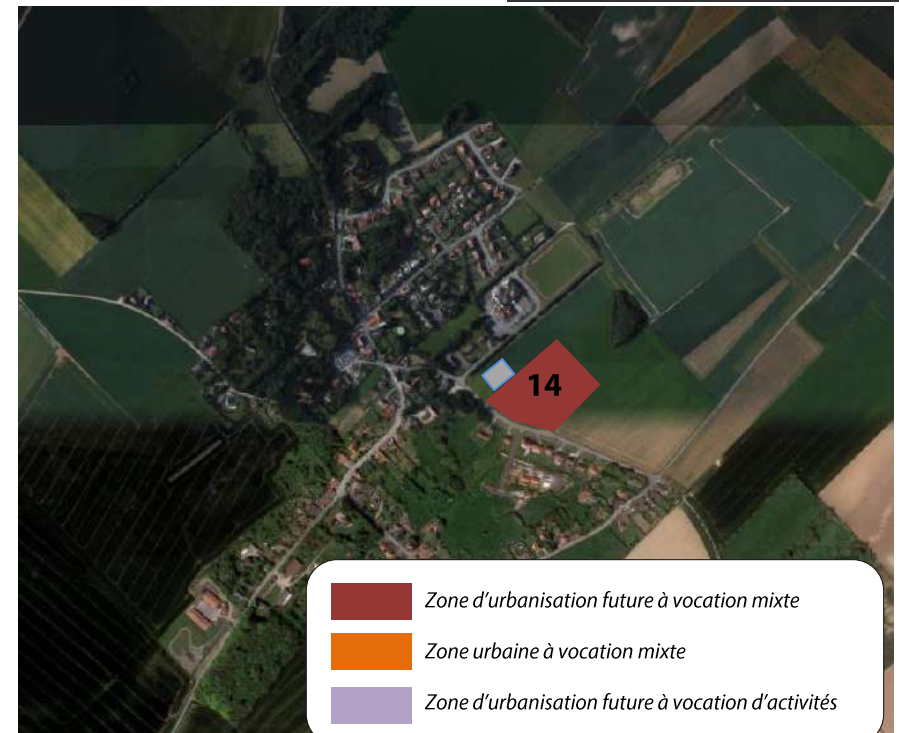 14
Zone d'urbanisation future à vocation mixte
Zone urbaine à vocation mixte
Zone d'urbanisation future à vocation d'activités